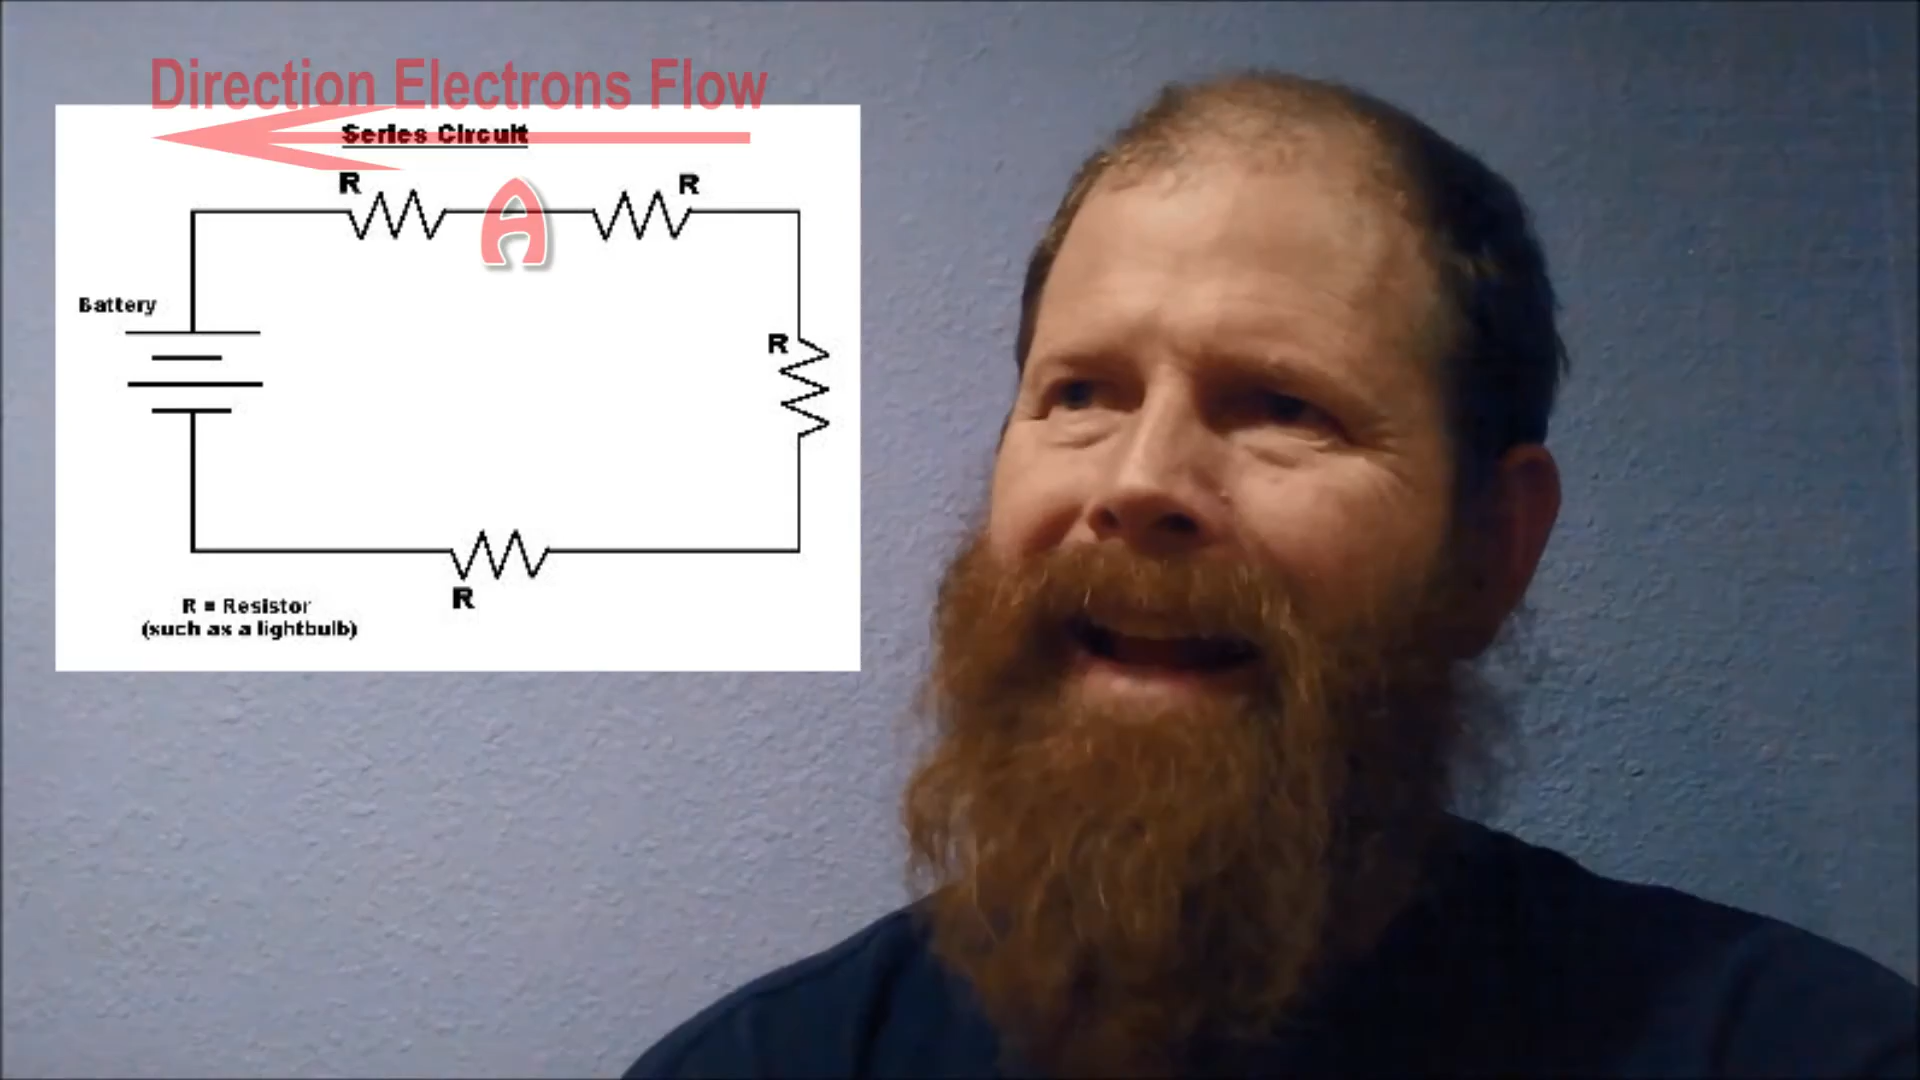 Direction Electrons Flow
Series Circuit
R
R
A
Battery
R
R
R = Resistor
(such as a lightbulb)